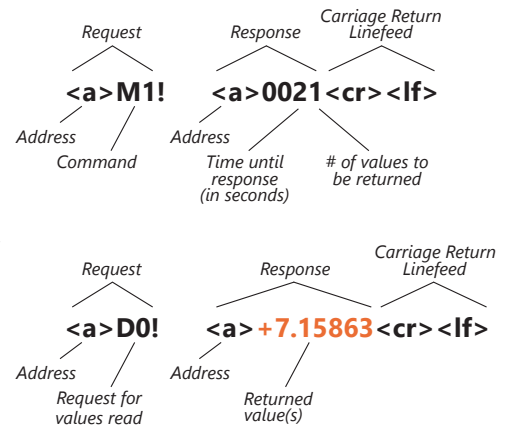 Carriage Return
Request Response Linefeed
<a>M1! <a>0021<cr><lf>
Address Address
Command Time until # of values to
response be returned
(in seconds)
Carriage Return
Request Response Linefeed
<a>D0! <a>+7.15863<cr><lf>
Address Address
Request for Returned
values read value(s)